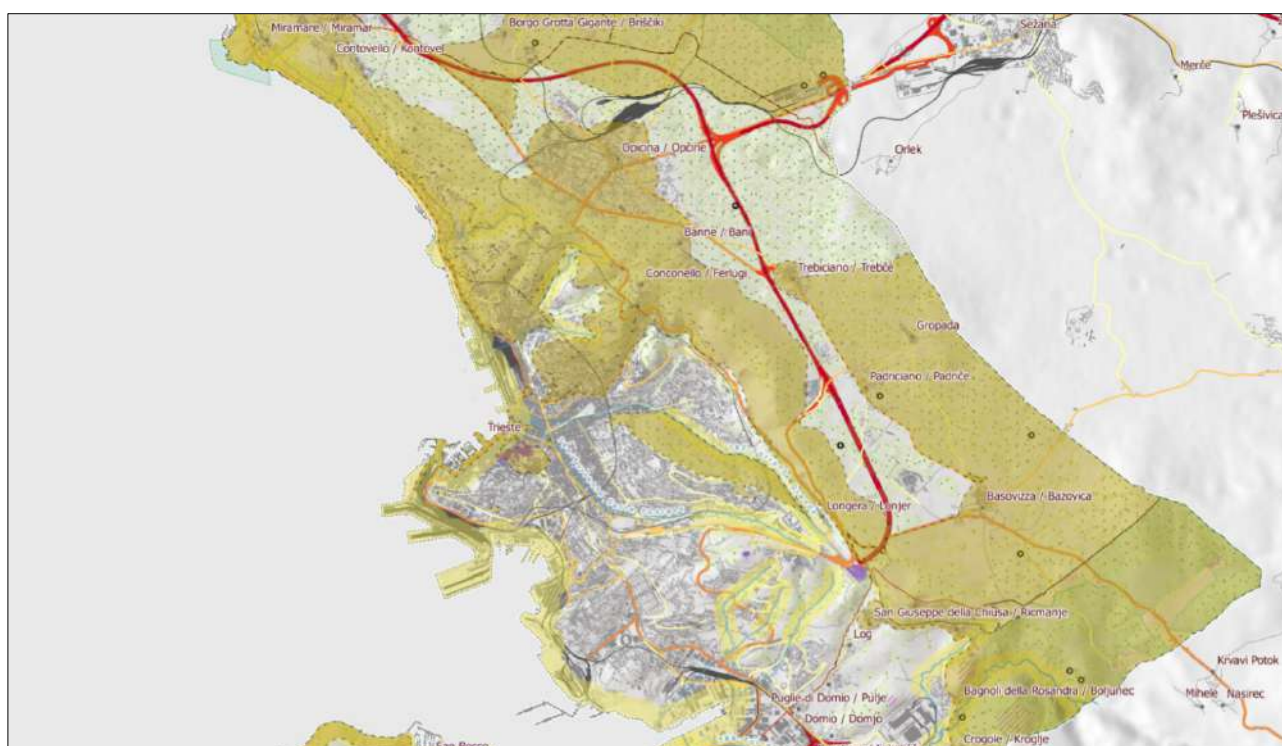 Miramare / Miramar
Borgo Grotta Gigante / Briščiki
Sežana
Contovello / Kontovel
Merče
Plešivica
Opicina / Opčine
Orlek
Banne / Bani
Conconello / Ferlugi
Trebiciano / Trebče
Gropada
Padriciano / Padriče
Trieste
Basovizza / Bazovica
Longera / Lonjer
San Giuseppe della Chiusa / Ricmanje
Log
Krvavi Potok
Bagnoli della Rosandra / Boljunec
Mihele
Nasirec
Puglie di Domio / Pulje
Domio / Domjo
Crogole / Kroglje
San Rocco